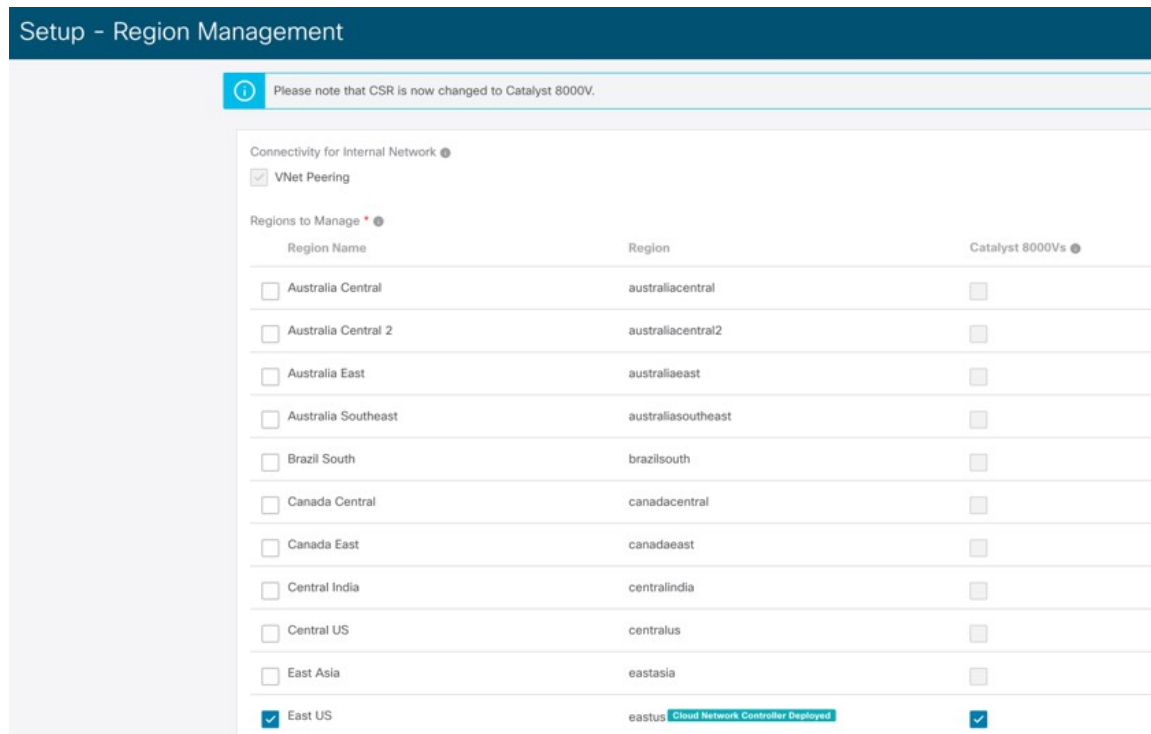 Setup - Region Management
Please note that CSR is now changed to Catalyst 8000V.
Connectivity for Internal Network
VNet Peering
Regions to Manage *
Region Name Region Catalyst 8000Vs
Australia Central australiacentral
Australia Central 2 australiacentral2
Australia East australiaeast
Australia Southeast australiasoutheast
Brazil South brazilsouth
Canada Central canadacentral
Canada East canadaeast
Central India centralindia
Central US centralus
East Asia eastasia
East US eastus Cloud Network Controller Deployed